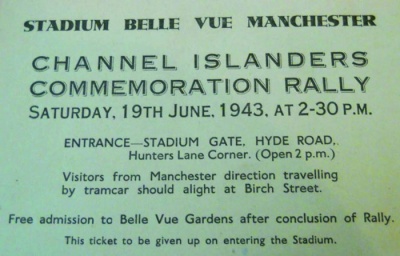 STADIUM BELLE VUE MANCHESTER
CHANNEL ISLANDERS
COMMEMORATION RALLY
SATURDAY, 19TH JUNE, 1943, AT 2-30 P.M.
ENTRANCE—STADIUM GATE, HYDE ROAD,
Hunters Lane Corner. (Open 2 p.m.)
Visitors from Manchester direction travelling
by tramcar should alight at Birch Street.
Free admission to Belle Vue Gardens after conclusion of Rally.
This ticket to be given up on entering the Stadium.